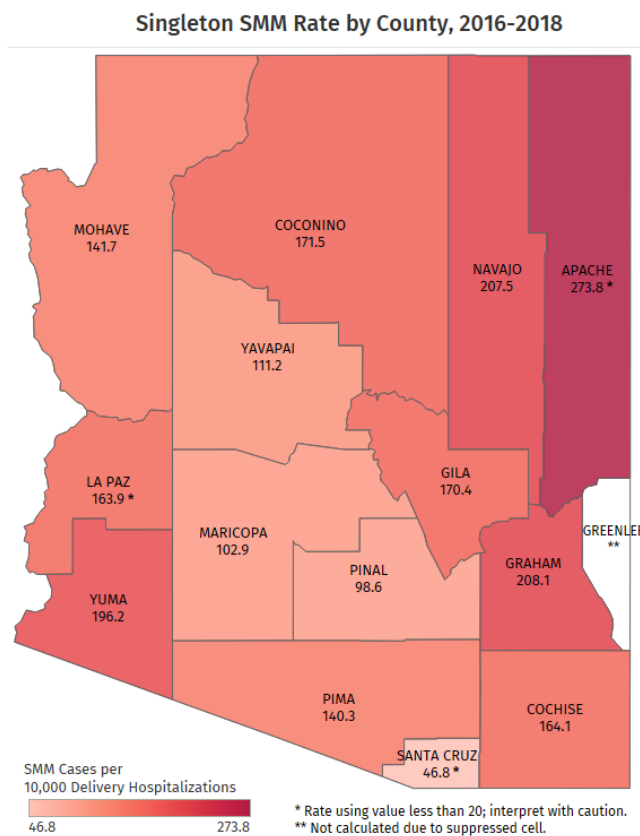 Singleton SMM Rate by County, 2016-2018
MOHAVE
141.7
COCONINO
171.5
NAVAJO
207.5
APACHE
273.8 *
YAVAPAI
111.2
LA PAZ
163.9 *
GILA
170.4
MARICOPA
102.9
PINAL
98.6
GREENLEE
**
GRAHAM
208.1
YUMA
196.2
PIMA
140.3
COCHISE
164.1
SANTA CRUZ
46.8 *
SMM Cases per
10,000 Delivery Hospitalizations
46.8 273.8
* Rate using value less than 20; interpret with caution.
** Not calculated due to suppressed cell.